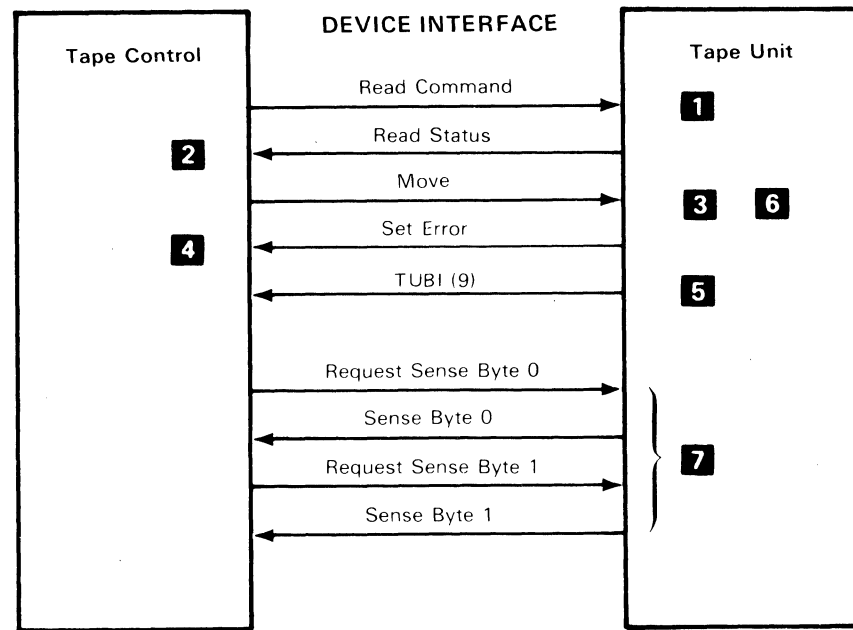 DEVICE INTERFACE
Tape Control
Tape Unit
Read Command
1
Read Status
2
Move
3 6
Set Error
4
TUBI (9)
5
Request Sense Byte 0
Sense Byte 0
7
Request Sense Byte 1
Sense Byte 1